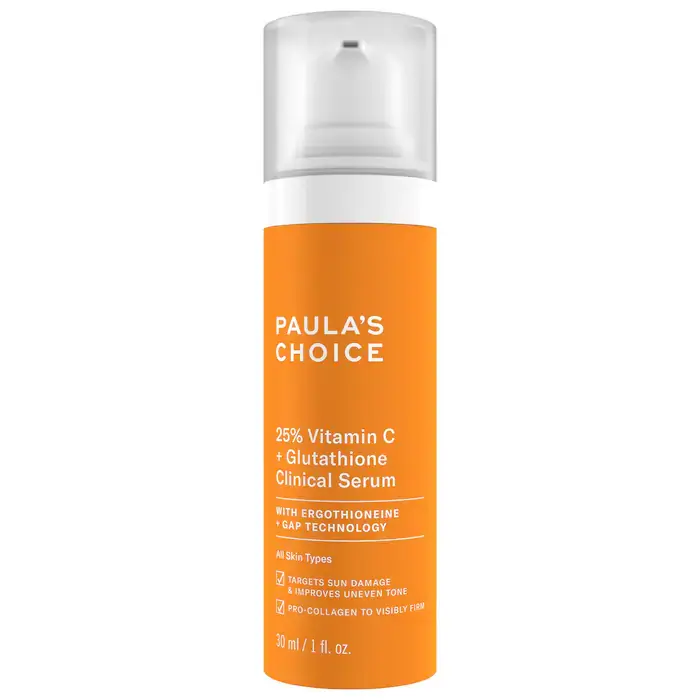 PAULA'S
CHOICE
25% Vitamin C
+ Glutathione
Clinical Serum
WITH ERGOTHIONEINE
+ GAP TECHNOLOGY
All Skin Types
TARGETS SUN DAMAGE
& IMPROVES UNEVEN TONE
PRO-COLLAGEN TO VISIBLY FIRM
30 ml / 1 fl. oz.